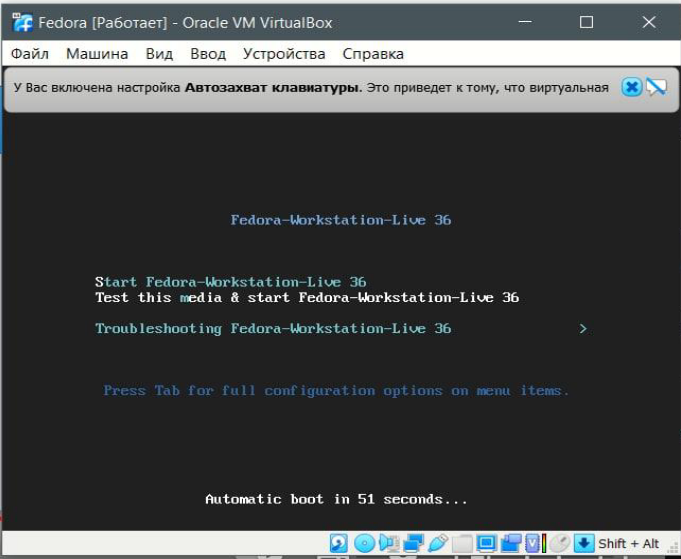 Fedora [Работает] - Oracle VM VirtualBox
Файл Машина Вид Ввод Устройства Справка
У Вас включена настройка Автозахват клавиатуры. Это приведет к тому, что виртуальная
Fedora-Workstation-Live 36
Start Fedora-Workstation-Live 36
Test this media & start Fedora-Workstation-Live 36
Troubleshooting Fedora-Workstation-Live 36 >
Press Tab for full configuration options on menu items.
Automatic boot in 51 seconds...
Shift + Alt